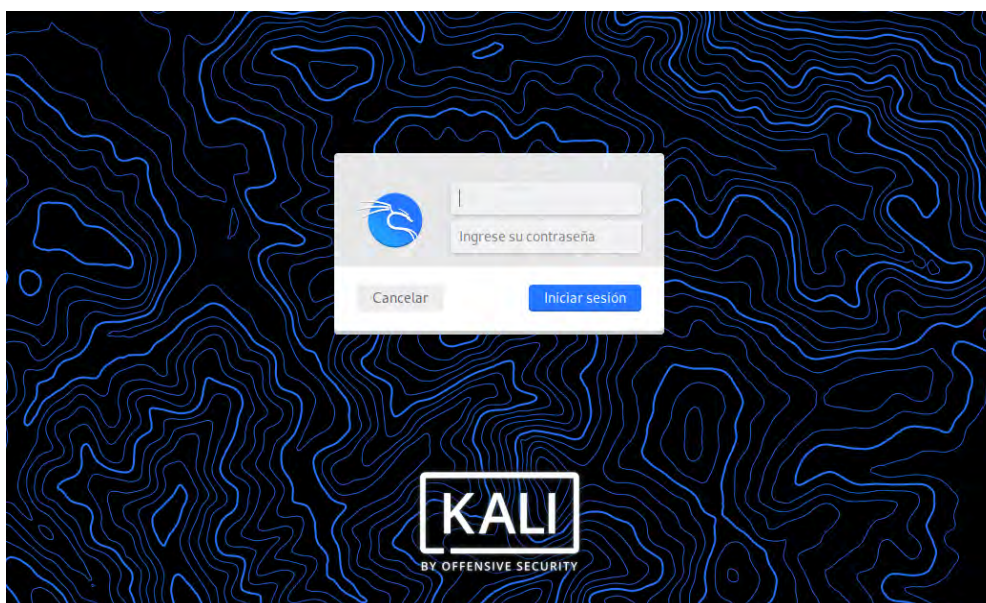 Ingrese su contraseña
Cancelar
Iniciar sesión
KALI
BY OFFENSIVE SECURITY